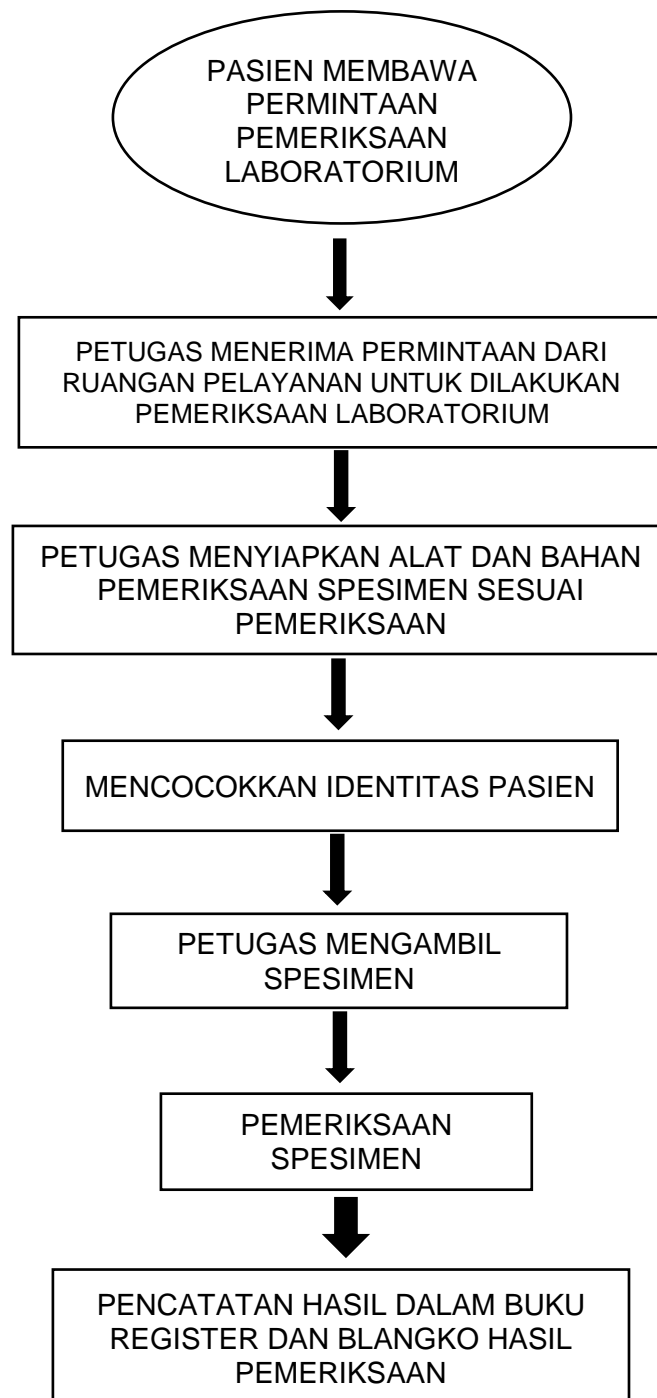 PASIEN MEMBAWA
PERMINTAAN
PEMERIKSAAN
LABORATORIUM
PETUGAS MENERIMA PERMINTAAN DARI
RUANGAN PELAYANAN UNTUK DILAKUKAN
PEMERIKSAAN LABORATORIUM
PETUGAS MENYIAPKAN ALAT DAN BAHAN
PEMERIKSAAN SPESIMEN SESUAI
PEMERIKSAAN
MENCOCOKKAN IDENTITAS PASIEN
PETUGAS MENGAMBIL
SPESIMEN
PEMERIKSAAN
SPESIMEN
PENCATATAN HASIL DALAM BUKU
REGISTER DAN BLANGKO HASIL
PEMERIKSAAN